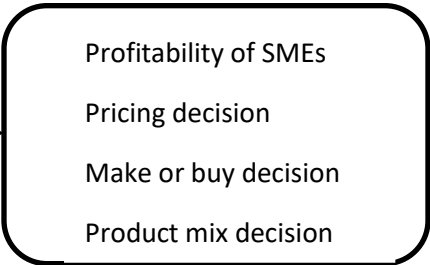 Profitability of SMEs
Pricing decision
Make or buy decision
Product mix decision